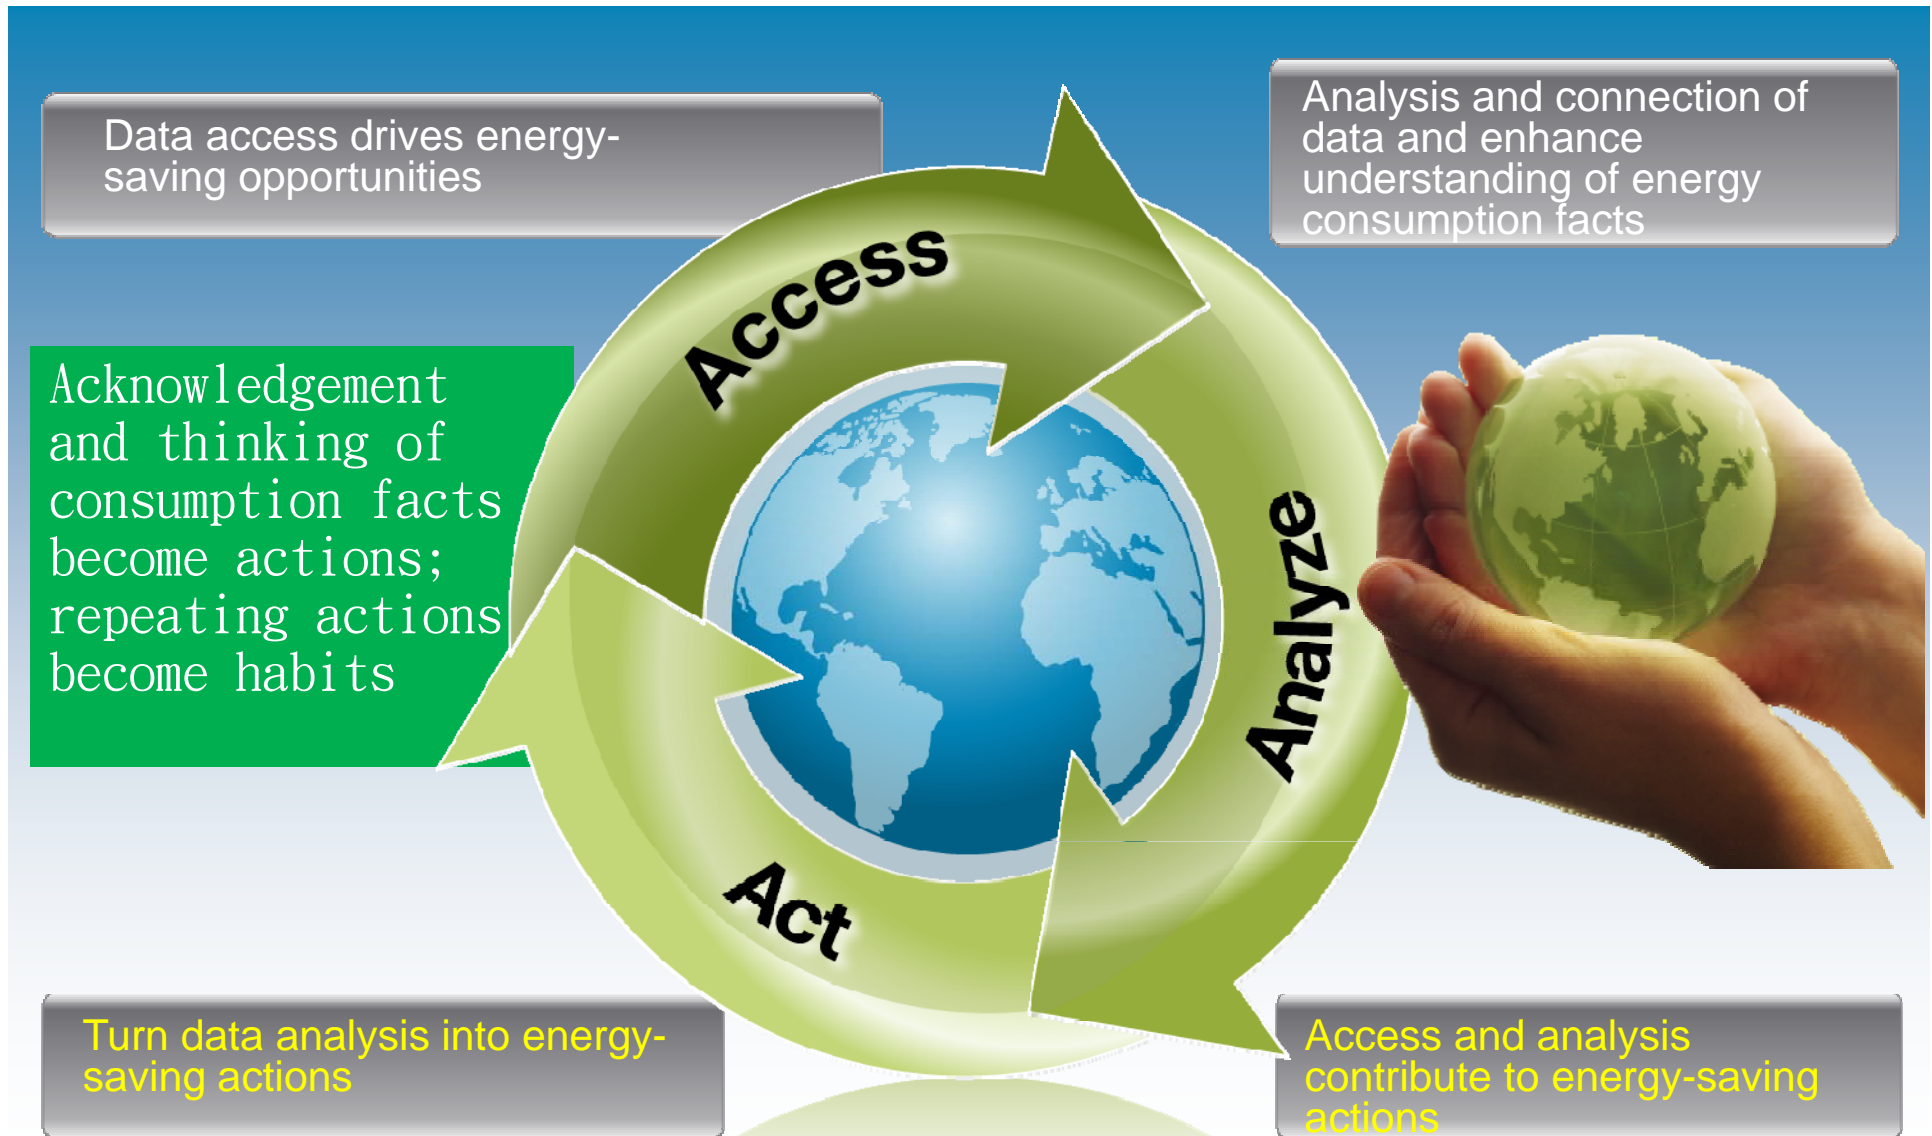 Data access drives energy-
saving opportunities
Analysis and connection of
data and enhance
understanding of energy
consumption facts
Access
Acknowledgement
and thinking of
consumption facts
become actions;
repeating actions
become habits
Analyze
Act
Turn data analysis into energy-
saving actions
Access and analysis
contribute to energy-saving
actions